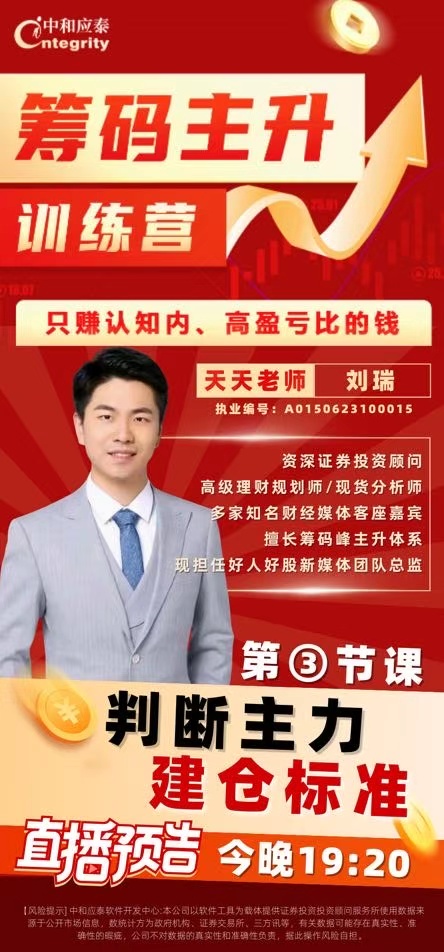 中和应泰
Integrity
筹码主升
训练营
只赚认知内、高盈亏比的钱
天天老师 刘瑞
执业编号：A0150623100015
资深证券投资顾问
高级理财规划师/现货分析师
多家知名财经媒体客座嘉宾
擅长筹码峰主升体系
现担任好人好股新媒体团队总监
第③节课
判断主力
建仓标准
直播预告 今晚19:20
【风险提示】中和应泰软件开发中心:本公司以软件工具为载体提供证券投资投资顾问服务所使用数据来
源于公开市场信息，数统计方为政府机构、证券交易所、三方讯等，有关数据可能存在真实性、准
确性的瑕疵，公司不对数据的真实性和准确性负责，据此操作风险自担。